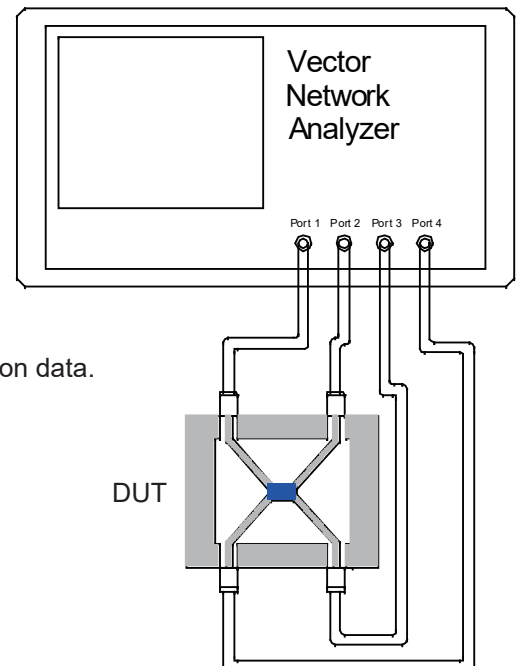 Vector
Network
Analyzer
Port 1 Port 2 Port 3 Port 4
on data.
DUT